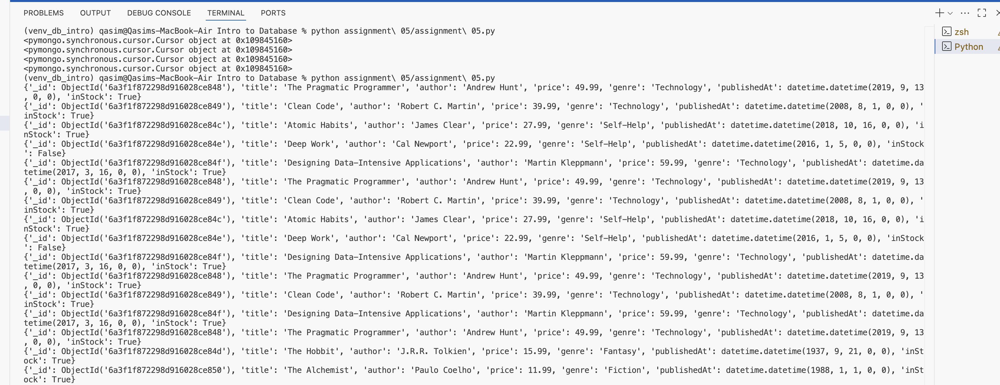 PROBLEMS OUTPUT DEBUG CONSOLE TERMINAL PORTS
(venv_db_intro) qasim@Qasims-MacBook-Air Intro to Database % python assignment\ 05/assignment\ 05.py
<pymongo.synchronous.cursor.Cursor object at 0x109845160>
<pymongo.synchronous.cursor.Cursor object at 0x109845160>
<pymongo.synchronous.cursor.Cursor object at 0x109845160>
<pymongo.synchronous.cursor.Cursor object at 0x109845160>
(venv_db_intro) qasim@Qasims-MacBook-Air Intro to Database % python assignment\ 05/assignment\ 05.py
{'_id': ObjectId('6a3f1f872298d916028ce848'), 'title': 'The Pragmatic Programmer', 'author': 'Andrew Hunt', 'price': 49.99, 'genre': 'Technology', 'publishedAt': datetime.datetime(2019, 9, 13
, 0, 0), 'inStock': True}
{'_id': ObjectId('6a3f1f872298d916028ce849'), 'title': 'Clean Code', 'author': 'Robert C. Martin', 'price': 39.99, 'genre': 'Technology', 'publishedAt': datetime.datetime(2008, 8, 1, 0, 0), '
inStock': True}
{'_id': ObjectId('6a3f1f872298d916028ce84c'), 'title': 'Atomic Habits', 'author': 'James Clear', 'price': 27.99, 'genre': 'Self-Help', 'publishedAt': datetime.datetime(2018, 10, 16, 0, 0), 'i
nStock': True}
{'_id': ObjectId('6a3f1f872298d916028ce84e'), 'title': 'Deep Work', 'author': 'Cal Newport', 'price': 22.99, 'genre': 'Self-Help', 'publishedAt': datetime.datetime(2016, 1, 5, 0, 0), 'inStock
': False}
{'_id': ObjectId('6a3f1f872298d916028ce84f'), 'title': 'Designing Data-Intensive Applications', 'author': 'Martin Kleppmann', 'price': 59.99, 'genre': 'Technology', 'publishedAt': datetime.da
tetime(2017, 3, 16, 0, 0), 'inStock': True}
{'_id': ObjectId('6a3f1f872298d916028ce848'), 'title': 'The Pragmatic Programmer', 'author': 'Andrew Hunt', 'price': 49.99, 'genre': 'Technology', 'publishedAt': datetime.datetime(2019, 9, 13
, 0, 0), 'inStock': True}
{'_id': ObjectId('6a3f1f872298d916028ce849'), 'title': 'Clean Code', 'author': 'Robert C. Martin', 'price': 39.99, 'genre': 'Technology', 'publishedAt': datetime.datetime(2008, 8, 1, 0, 0), '
inStock': True}
{'_id': ObjectId('6a3f1f872298d916028ce84c'), 'title': 'Atomic Habits', 'author': 'James Clear', 'price': 27.99, 'genre': 'Self-Help', 'publishedAt': datetime.datetime(2018, 10, 16, 0, 0), 'i
nStock': True}
{'_id': ObjectId('6a3f1f872298d916028ce84e'), 'title': 'Deep Work', 'author': 'Cal Newport', 'price': 22.99, 'genre': 'Self-Help', 'publishedAt': datetime.datetime(2016, 1, 5, 0, 0), 'inStock
': False}
{'_id': ObjectId('6a3f1f872298d916028ce84f'), 'title': 'Designing Data-Intensive Applications', 'author': 'Martin Kleppmann', 'price': 59.99, 'genre': 'Technology', 'publishedAt': datetime.da
tetime(2017, 3, 16, 0, 0), 'inStock': True}
{'_id': ObjectId('6a3f1f872298d916028ce848'), 'title': 'The Pragmatic Programmer', 'author': 'Andrew Hunt', 'price': 49.99, 'genre': 'Technology', 'publishedAt': datetime.datetime(2019, 9, 13
, 0, 0), 'inStock': True}
{'_id': ObjectId('6a3f1f872298d916028ce849'), 'title': 'Clean Code', 'author': 'Robert C. Martin', 'price': 39.99, 'genre': 'Technology', 'publishedAt': datetime.datetime(2008, 8, 1, 0, 0), '
inStock': True}
{'_id': ObjectId('6a3f1f872298d916028ce84f'), 'title': 'Designing Data-Intensive Applications', 'author': 'Martin Kleppmann', 'price': 59.99, 'genre': 'Technology', 'publishedAt': datetime.da
tetime(2017, 3, 16, 0, 0), 'inStock': True}
{'_id': ObjectId('6a3f1f872298d916028ce848'), 'title': 'The Pragmatic Programmer', 'author': 'Andrew Hunt', 'price': 49.99, 'genre': 'Technology', 'publishedAt': datetime.datetime(2019, 9, 13
, 0, 0), 'inStock': True}
{'_id': ObjectId('6a3f1f872298d916028ce84d'), 'title': 'The Hobbit', 'author': 'J.R.R. Tolkien', 'price': 15.99, 'genre': 'Fantasy', 'publishedAt': datetime.datetime(1937, 9, 21, 0, 0), 'inSt
ock': True}
{'_id': ObjectId('6a3f1f872298d916028ce850'), 'title': 'The Alchemist', 'author': 'Paulo Coelho', 'price': 11.99, 'genre': 'Fiction', 'publishedAt': datetime.datetime(1988, 1, 1, 0, 0), 'inSt
ock': True}
zsh
Python